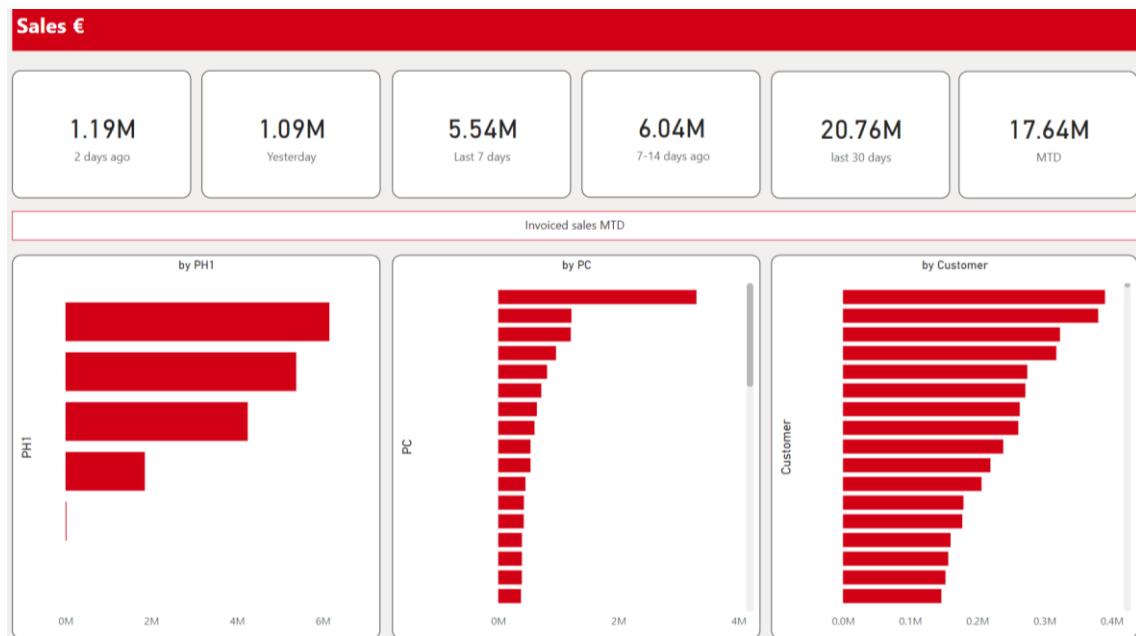 Sales €
1.19M
2 days ago
1.09M
Yesterday
5.54M
Last 7 days
6.04M
7-14 days ago
20.76M
last 30 days
17.64M
MTD
Invoiced sales MTD
by PH1
PH1
0M 2M 4M 6M
by PC
PC
0M 2M 4M
by Customer
Customer
0.0M 0.1M 0.2M 0.3M 0.4M